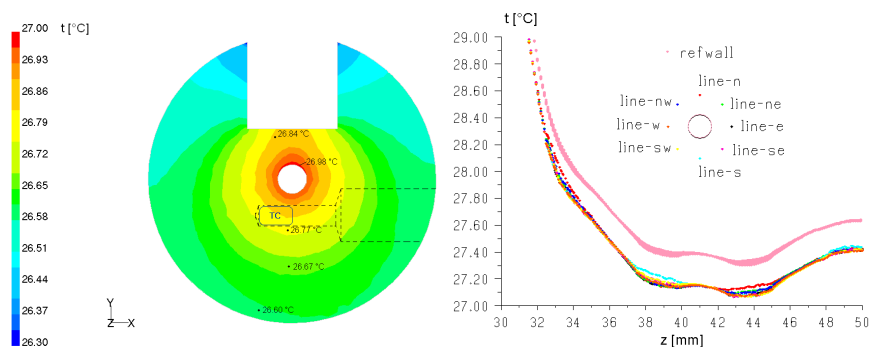 t [°C]
27.00
26.93
26.86
26.79
26.72
26.65
26.58
26.51
26.44
26.37
26.30
Y
Z X
26.84 °C
26.98 °C
TC
26.77 °C
26.67 °C
26.60 °C
t [°C]
29.00
28.80
28.60
28.40
28.20
28.00
27.80
27.60
27.40
27.20
27.00
30 32 34 36 38 40 42 44 46 48 50
z [mm]
refwall
line-n
line-nw line-ne
line-w line-e
line-sw line-se
line-s